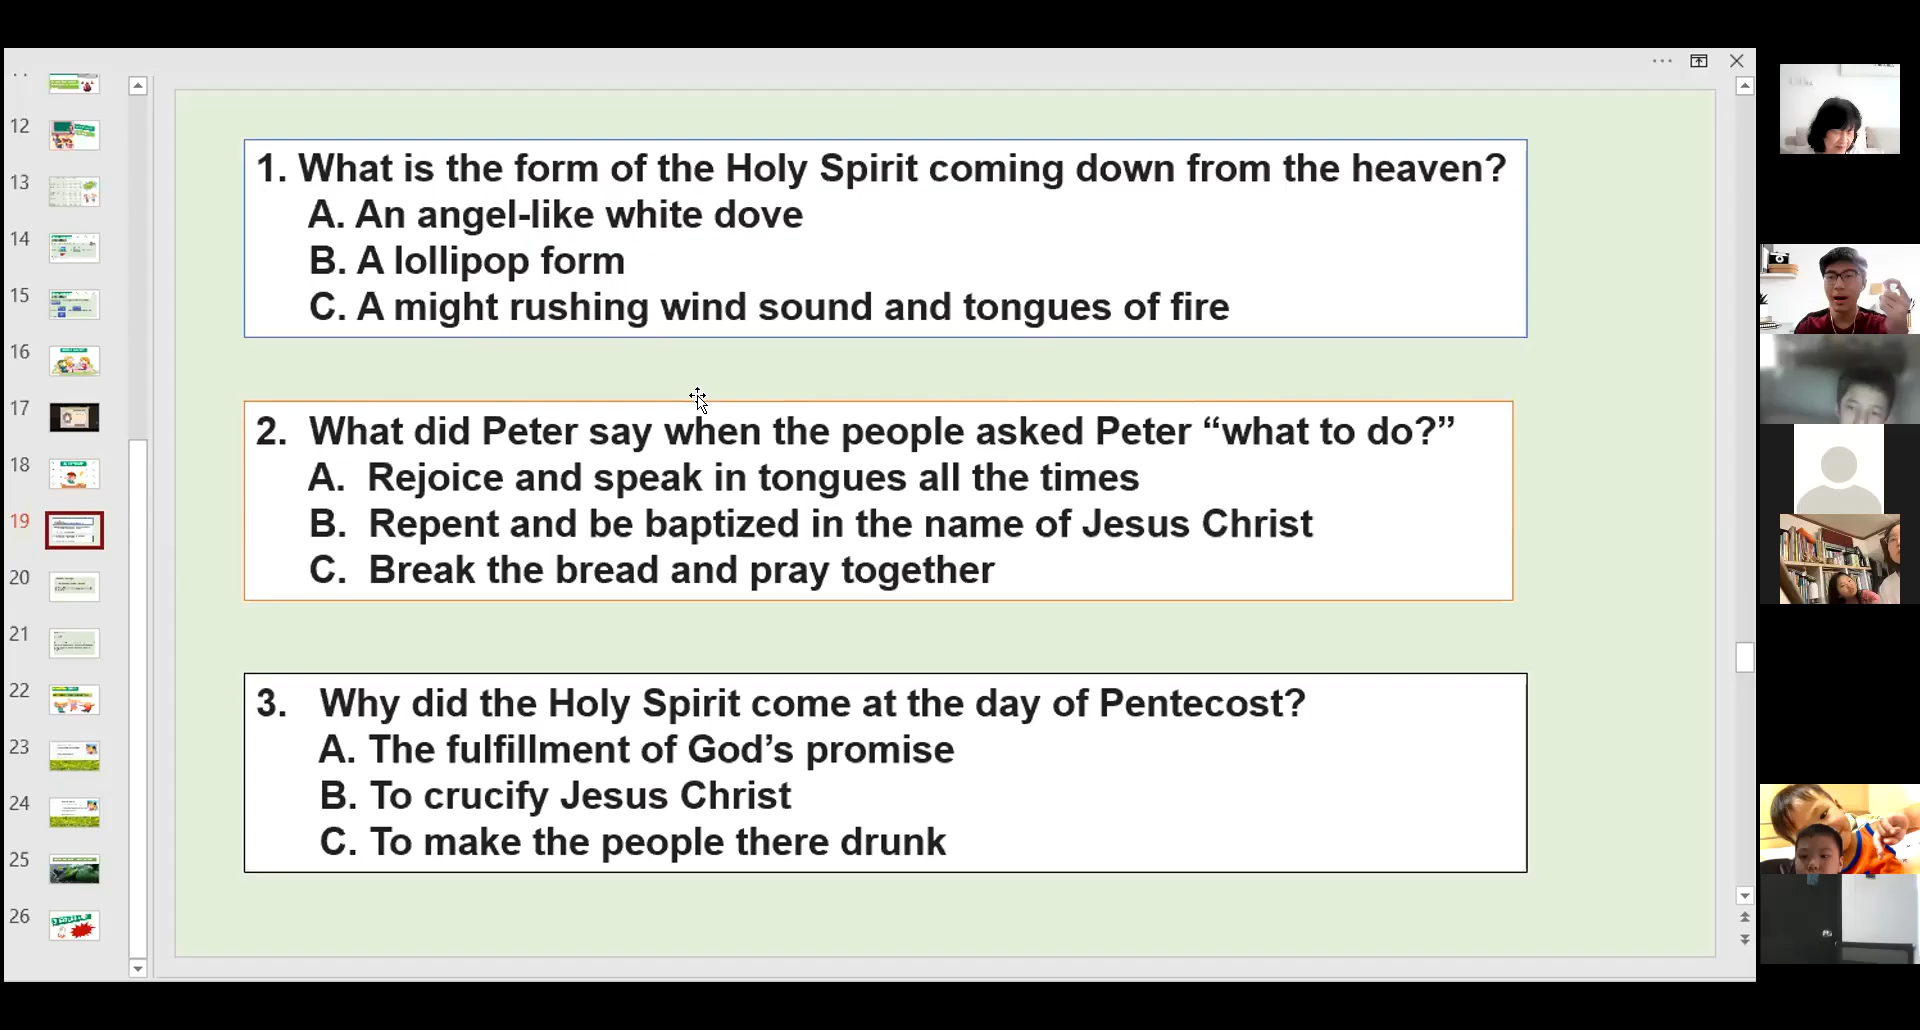 12
13
14
15
16
17
18
19
20
21
22
23
24
25
26
1. What is the form of the Holy Spirit coming down from the heaven?
A. An angel-like white dove
B. A lollipop form
C. A might rushing wind sound and tongues of fire
2. What did Peter say when the people asked Peter “what to do?”
A. Rejoice and speak in tongues all the times
B. Repent and be baptized in the name of Jesus Christ
C. Break the bread and pray together
3. Why did the Holy Spirit come at the day of Pentecost?
A. The fulfillment of God’s promise
B. To crucify Jesus Christ
C. To make the people there drunk